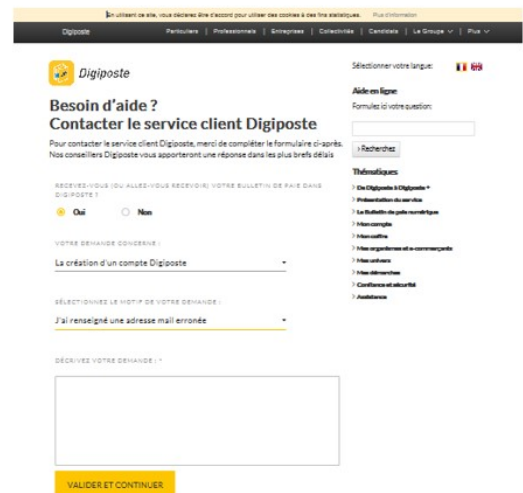 En utilisant ce site, vous déclarez être d'accord pour utiliser des cookies à des fins statistiques. Plus d'information
Digiposte Particuliers | Professionnels | Entreprises | Collectivités | Candidats | Le Groupe | Plus
Sélectionner votre langue:
Digiposte
Besoin d'aide ?
Contacter le service client Digiposte
Pour contacter le service client Digiposte, merci de compléter le formulaire ci-après.
Nos conseillers Digiposte vous apporteront une réponse dans les plus brefs délais
RECEVEZ-VOUS (OU ALLEZ-VOUS RECEVOIR) VOTRE BULLETIN DE PAIE DANS
DIGIPOSTE ?
Oui Non
VOTRE DEMANDE CONCERNE :
La création d'un compte Digiposte
SÉLECTIONNEZ LE MOTIF DE VOTRE DEMANDE :
J'ai renseigné une adresse mail erronée
DÉCRIVEZ VOTRE DEMANDE : *
VALIDER ET CONTINUER
Aide en ligne
Formulez ici votre question:
> Recherchez
Thématiques:
> De Digiposte à Digiposte +
> Présentation du service
> Le Bulletin de paie numérique
> Mon compte
> Mon coffre
> Mes organismes et e-commerçants
> Mes univers
> Mes démarches
> Confiance et sécurité
> Assistance